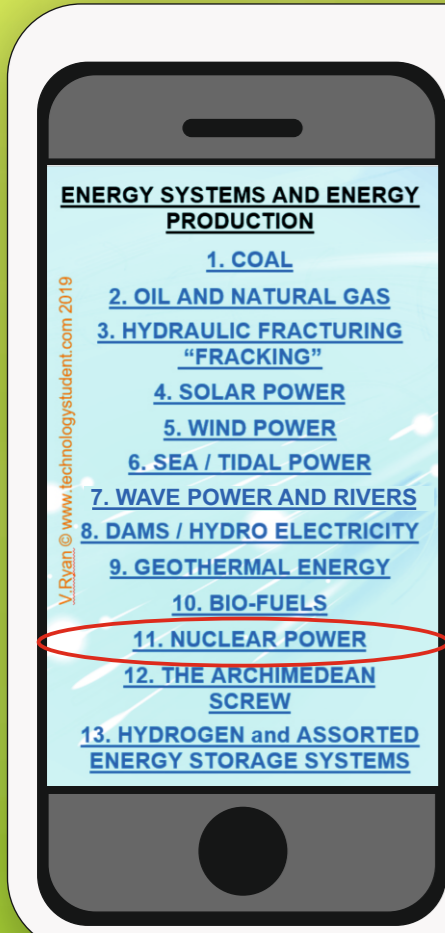 ENERGY SYSTEMS AND ENERGY
PRODUCTION
1. COAL
2. OIL AND NATURAL GAS
3. HYDRAULIC FRACTURING
“FRACKING”
4. SOLAR POWER
5. WIND POWER
6. SEA / TIDAL POWER
7. WAVE POWER AND RIVERS
8. DAMS / HYDRO ELECTRICITY
9. GEOTHERMAL ENERGY
10. BIO-FUELS
11. NUCLEAR POWER
12. THE ARCHIMEDEAN
SCREW
13. HYDROGEN and ASSORTED
ENERGY STORAGE SYSTEMS
V.Ryan © www.technologystudent.com 2019